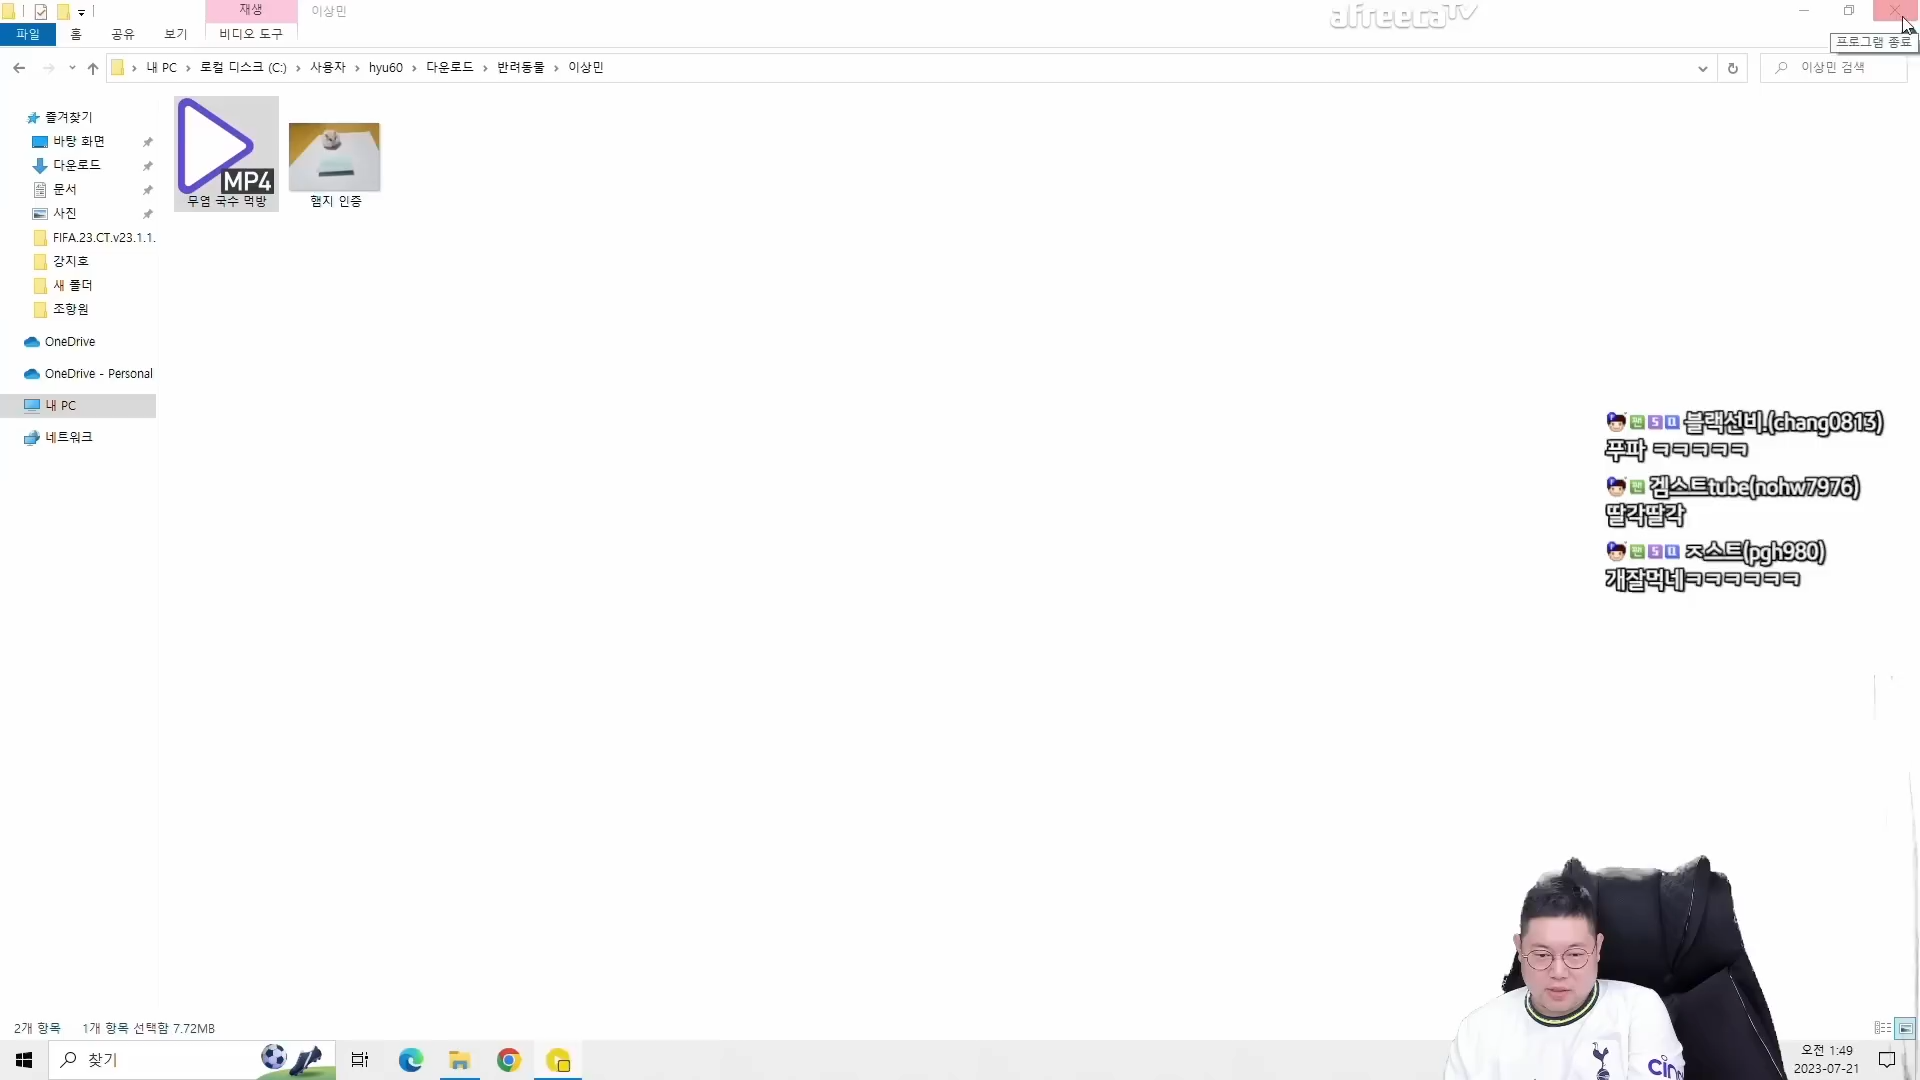 재생
이상민
afreecaTV
파일
홈
공유
보기
비디오 도구
프로그램 종료
내 PC
로컬 디스크 (C:)
사용자
hyu60
다운로드
반려동물
이상민
이상민 검색
즐겨찾기
바탕 화면
다운로드
문서
사진
FIFA.23.CT.v23.1.1.
강지호
새 폴더
조항원
OneDrive
OneDrive - Personal
내 PC
네트워크
MP4
무염 국수 먹방
햄지 인증
팬 5 블랙선비.(chang0813)
푸파 ㅋㅋㅋㅋㅋ
팬 겜스트tube(nohw7976)
딸각딸각
팬 5 ㅈ스트(pgh980)
개잘먹네ㅋㅋㅋㅋㅋㅋ
2개 항목
1개 항목 선택함 7.72MB
찾기
오전 1:49
2023-07-21